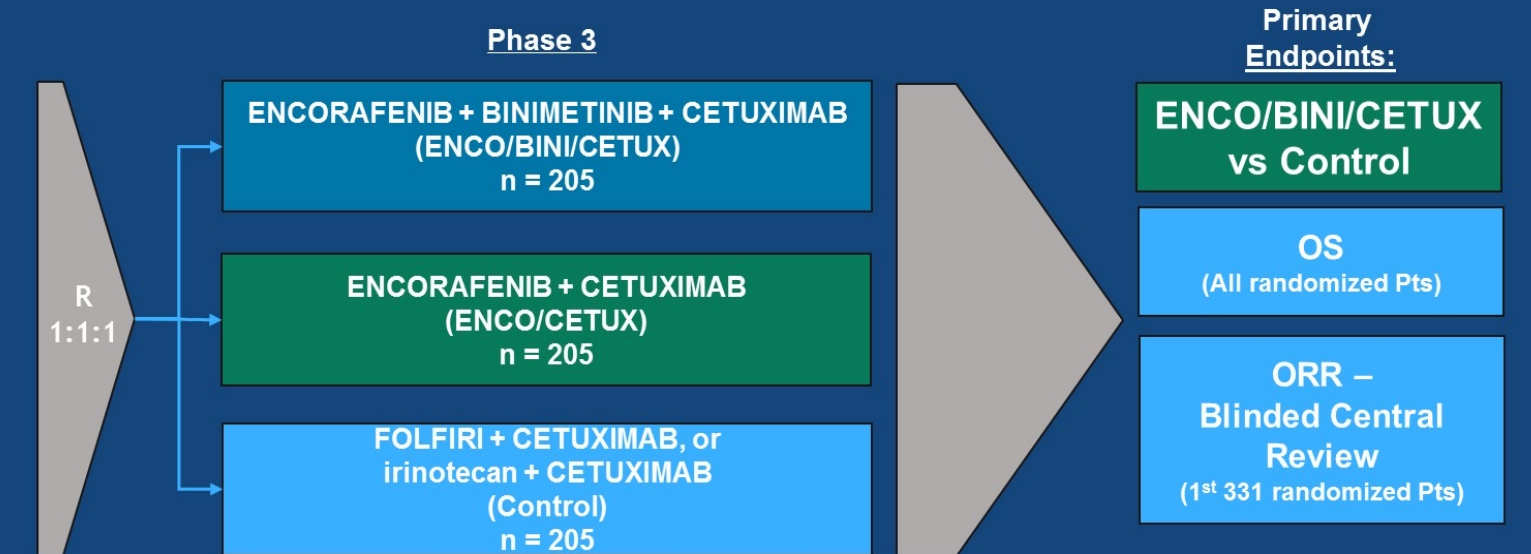 Phase 3
R
1:1:1
ENCORAFENIB + BINIMETINIB + CETUXIMAB
(ENCO/BINI/CETUX)
n = 205
ENCORAFENIB + CETUXIMAB
(ENCO/CETUX)
n = 205
FOLFIRI + CETUXIMAB, or
irinotecan + CETUXIMAB
(Control)
n = 205
Primary
Endpoints:
ENCO/BINI/CETUX
vs Control
OS
(All randomized Pts)
ORR –
Blinded Central
Review
(1st 331 randomized Pts)